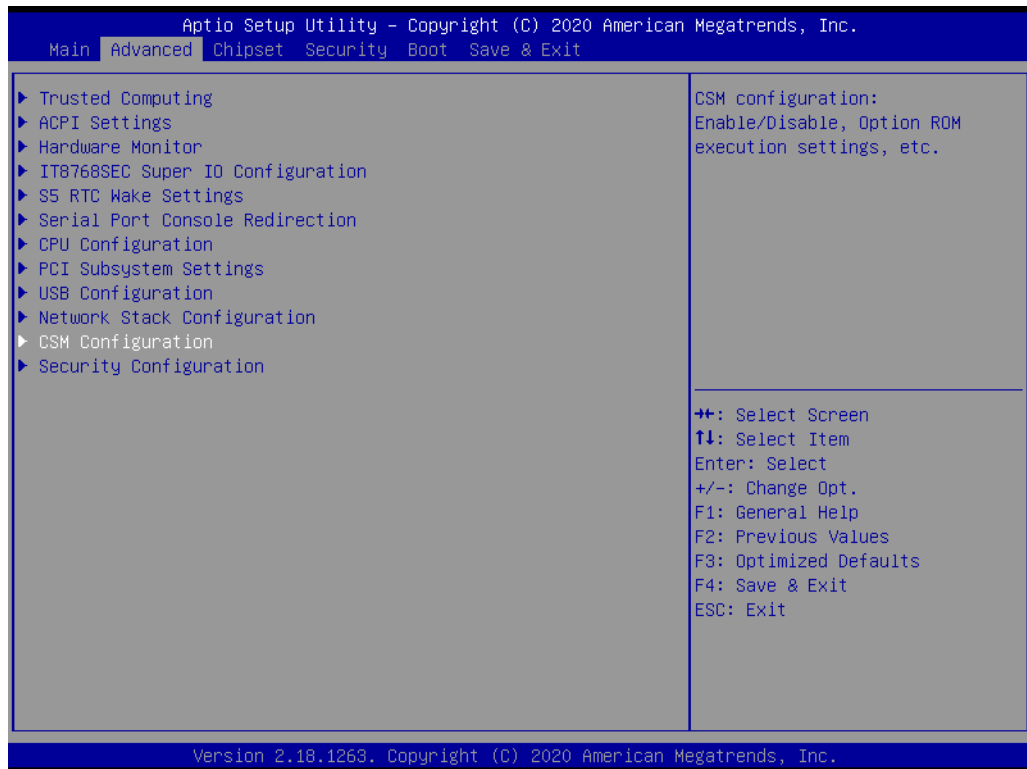 Aptio Setup Utility – Copyright (C) 2020 American Megatrends, Inc.
Main Advanced Chipset Security Boot Save & Exit
▶ Trusted Computing
▶ ACPI Settings
▶ Hardware Monitor
▶ IT8768SEC Super IO Configuration
▶ S5 RTC Wake Settings
▶ Serial Port Console Redirection
▶ CPU Configuration
▶ PCI Subsystem Settings
▶ USB Configuration
▶ Network Stack Configuration
▶ CSM Configuration
▶ Security Configuration
CSM configuration:
Enable/Disable, Option ROM
execution settings, etc.
→←: Select Screen
↑↓: Select Item
Enter: Select
+/-: Change Opt.
F1: General Help
F2: Previous Values
F3: Optimized Defaults
F4: Save & Exit
ESC: Exit
Version 2.18.1263. Copyright (C) 2020 American Megatrends, Inc.